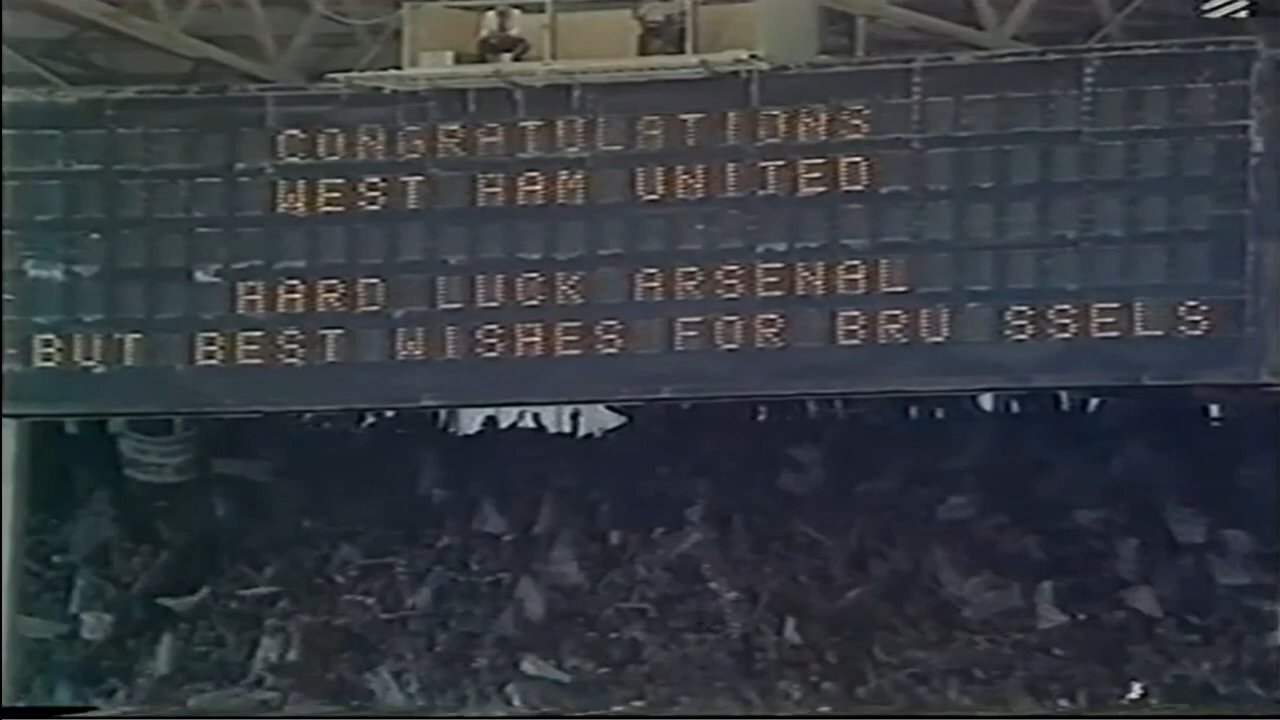 CONGRATULATIONS
WEST HAM UNITED
HARD LUCK ARSENAL
BUT BEST WISHES FOR BRU SSELS